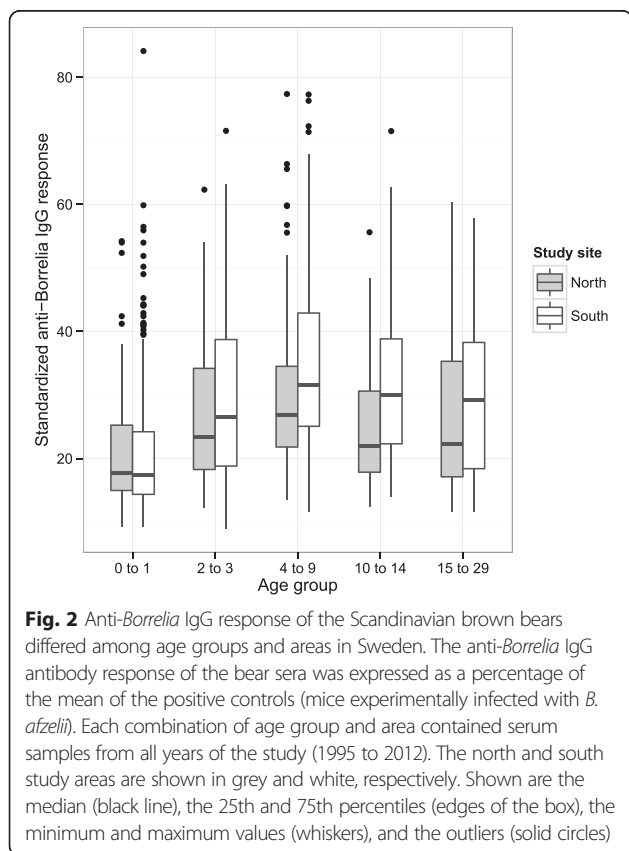 80
60
40
20
Standardized anti−Borrelia IgG response
0 to 1 2 to 3 4 to 9 10 to 14 15 to 29
Age group
Study site
North
South
Fig. 2 Anti-Borrelia IgG response of the Scandinavian brown bears
differed among age groups and areas in Sweden. The anti-Borrelia IgG
antibody response of the bear sera was expressed as a percentage of
the mean of the positive controls (mice experimentally infected with B.
afzelii). Each combination of age group and area contained serum
samples from all years of the study (1995 to 2012). The north and south
study areas are shown in grey and white, respectively. Shown are the
median (black line), the 25th and 75th percentiles (edges of the box), the
minimum and maximum values (whiskers), and the outliers (solid circles)